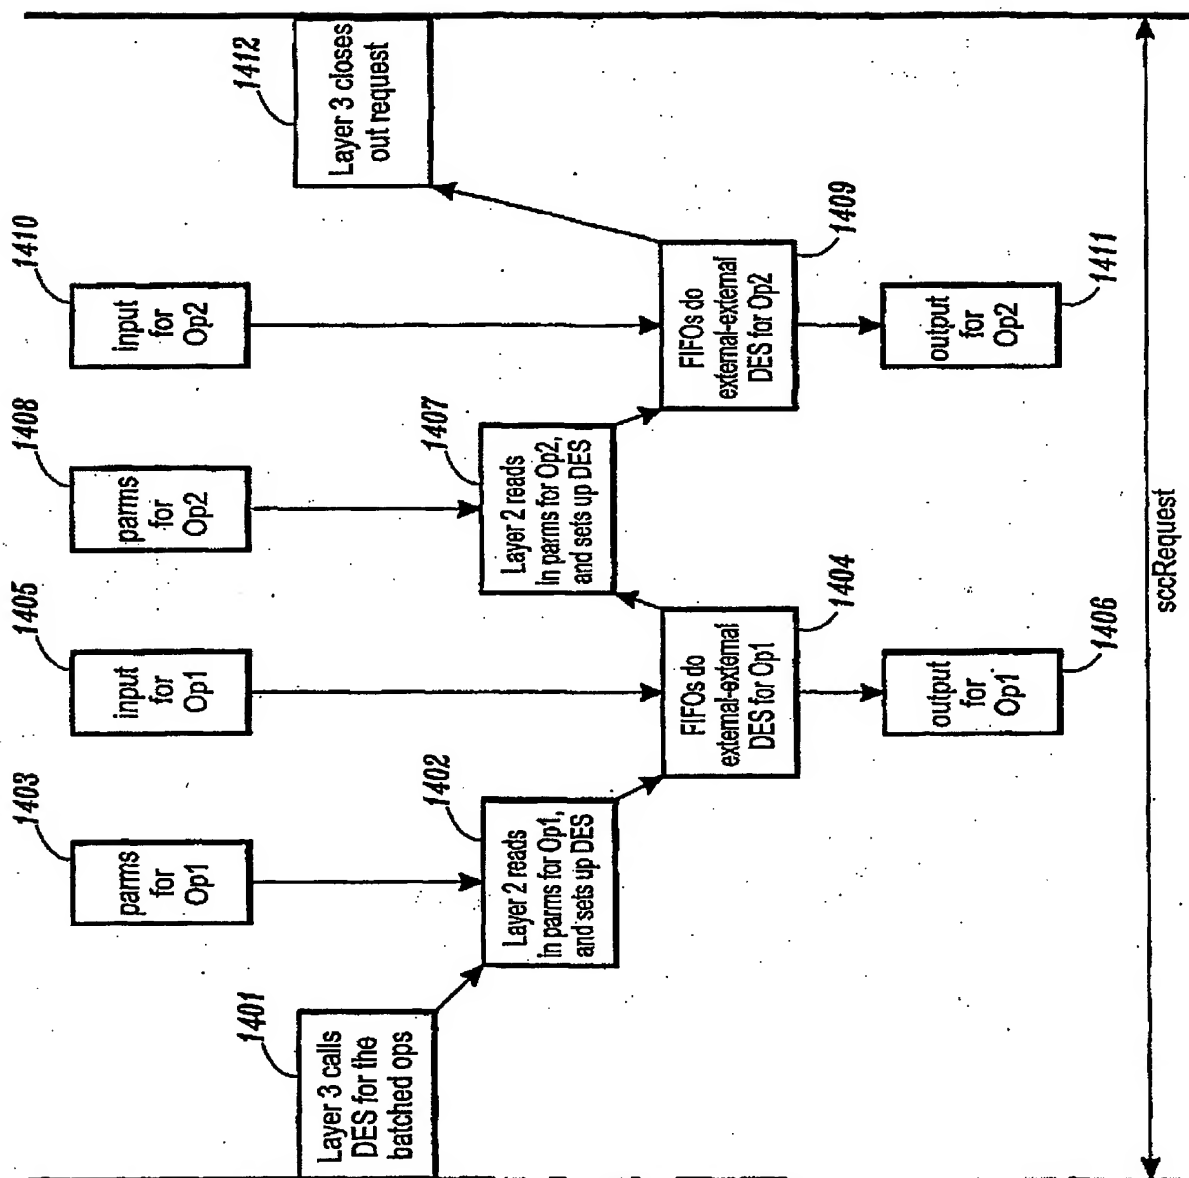 1401
Layer 3 calls
DES for the
batched ops
1403
parms
for
Op1
1402
Layer 2 reads
in parms for Op1,
and sets up DES
1405
input
for
Op1
1404
FIFOs do
external-external
DES for Op1
1406
output
for
Op1
1408
parms
for
Op2
1407
Layer 2 reads
in parms for Op2,
and sets up DES
1410
input
for
Op2
1409
FIFOs do
external-external
DES for Op2
1411
output
for
Op2
1412
Layer 3 closes
out request
sccRequest